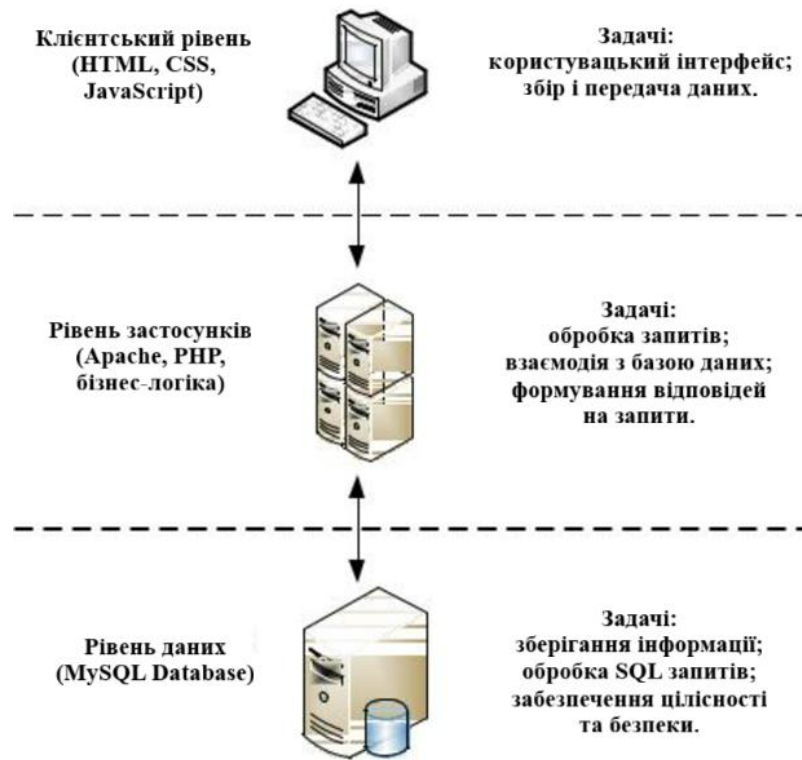 Клієнтський рівень
(HTML, CSS,
JavaScript)
Задачі:
користувацький інтерфейс;
збір і передача даних.
Рівень застосунків
(Apache, PHP,
бізнес-логіка)
Задачі:
обробка запитів;
взаємодія з базою даних;
формування відповідей
на запити.
Рівень даних
(MySQL Database)
Задачі:
зберігання інформації;
обробка SQL запитів;
забезпечення цілісності
та безпеки.